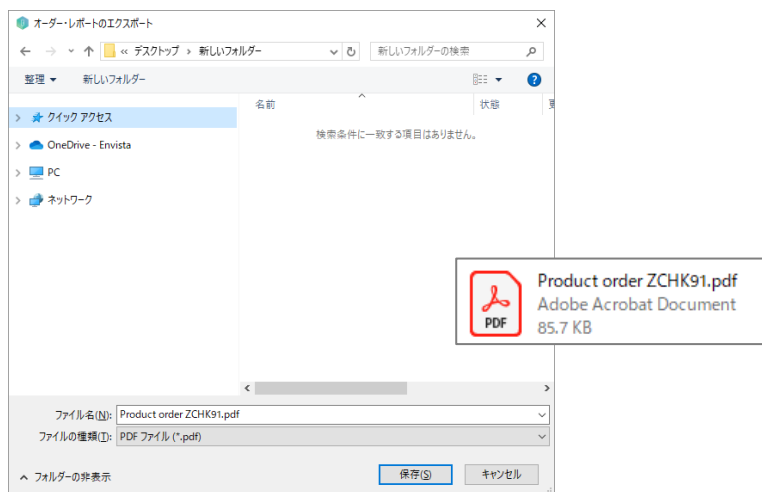 オーダー・レポートのエクスポート
« デスクトップ › 新しいフォルダー
新しいフォルダーの検索
整理
新しいフォルダー
名前
状態
クイック アクセス
検索条件に一致する項目はありません。
OneDrive - Envista
PC
ネットワーク
Product order ZCHK91.pdf
Adobe Acrobat Document
PDF
85.7 KB
ファイル名(N): Product order ZCHK91.pdf
ファイルの種類(T): PDF ファイル (*.pdf)
フォルダーの非表示
保存(S)
キャンセル